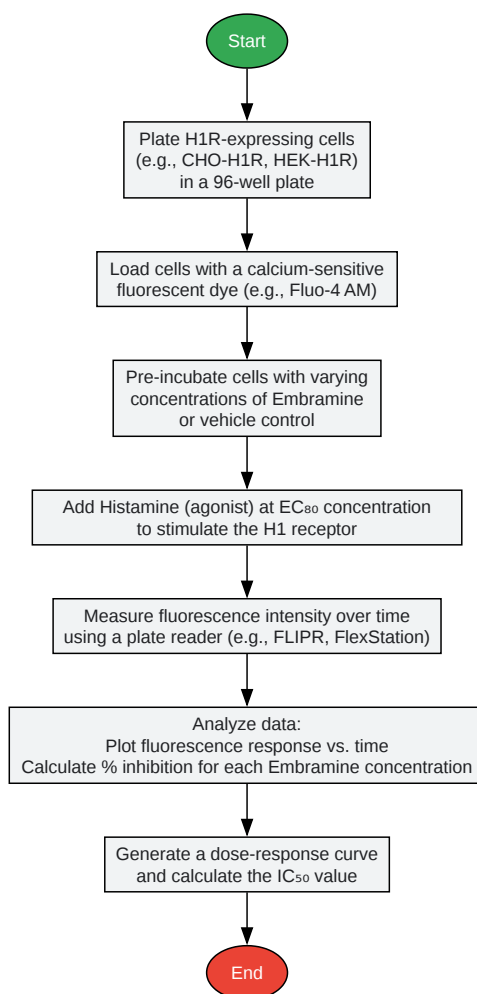 Start
Plate H1R-expressing cells
(e.g., CHO-H1R, HEK-H1R)
in a 96-well plate
Load cells with a calcium-sensitive
fluorescent dye (e.g., Fluo-4 AM)
Pre-incubate cells with varying
concentrations of Embramine
or vehicle control
Add Histamine (agonist) at EC₈₀ concentration
to stimulate the H1 receptor
Measure fluorescence intensity over time
using a plate reader (e.g., FLIPR, FlexStation)
Analyze data:
Plot fluorescence response vs. time
Calculate % inhibition for each Embramine concentration
Generate a dose-response curve
and calculate the IC₅₀ value
End